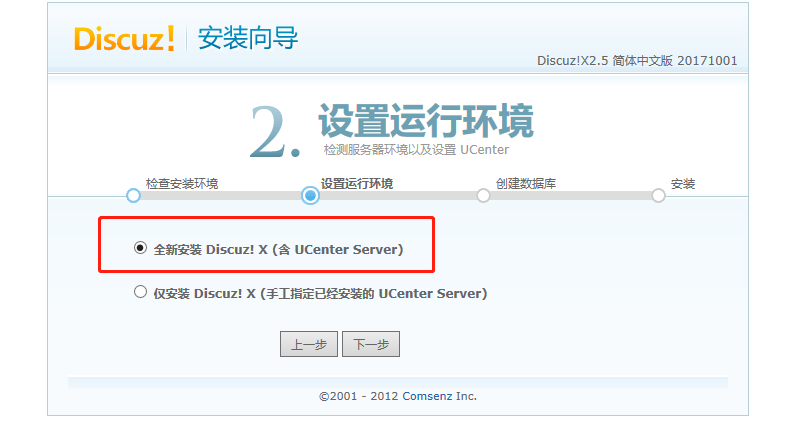 Discuz! 安装向导
Discuz!X2.5 简体中文版 20171001
2. 设置运行环境
检测服务器环境以及设置 UCenter
检查安装环境 设置运行环境 创建数据库 安装
全新安装 Discuz! X (含 UCenter Server)
仅安装 Discuz! X (手工指定已经安装的 UCenter Server)
上一步 下一步
©2001 - 2012 Comsenz Inc.